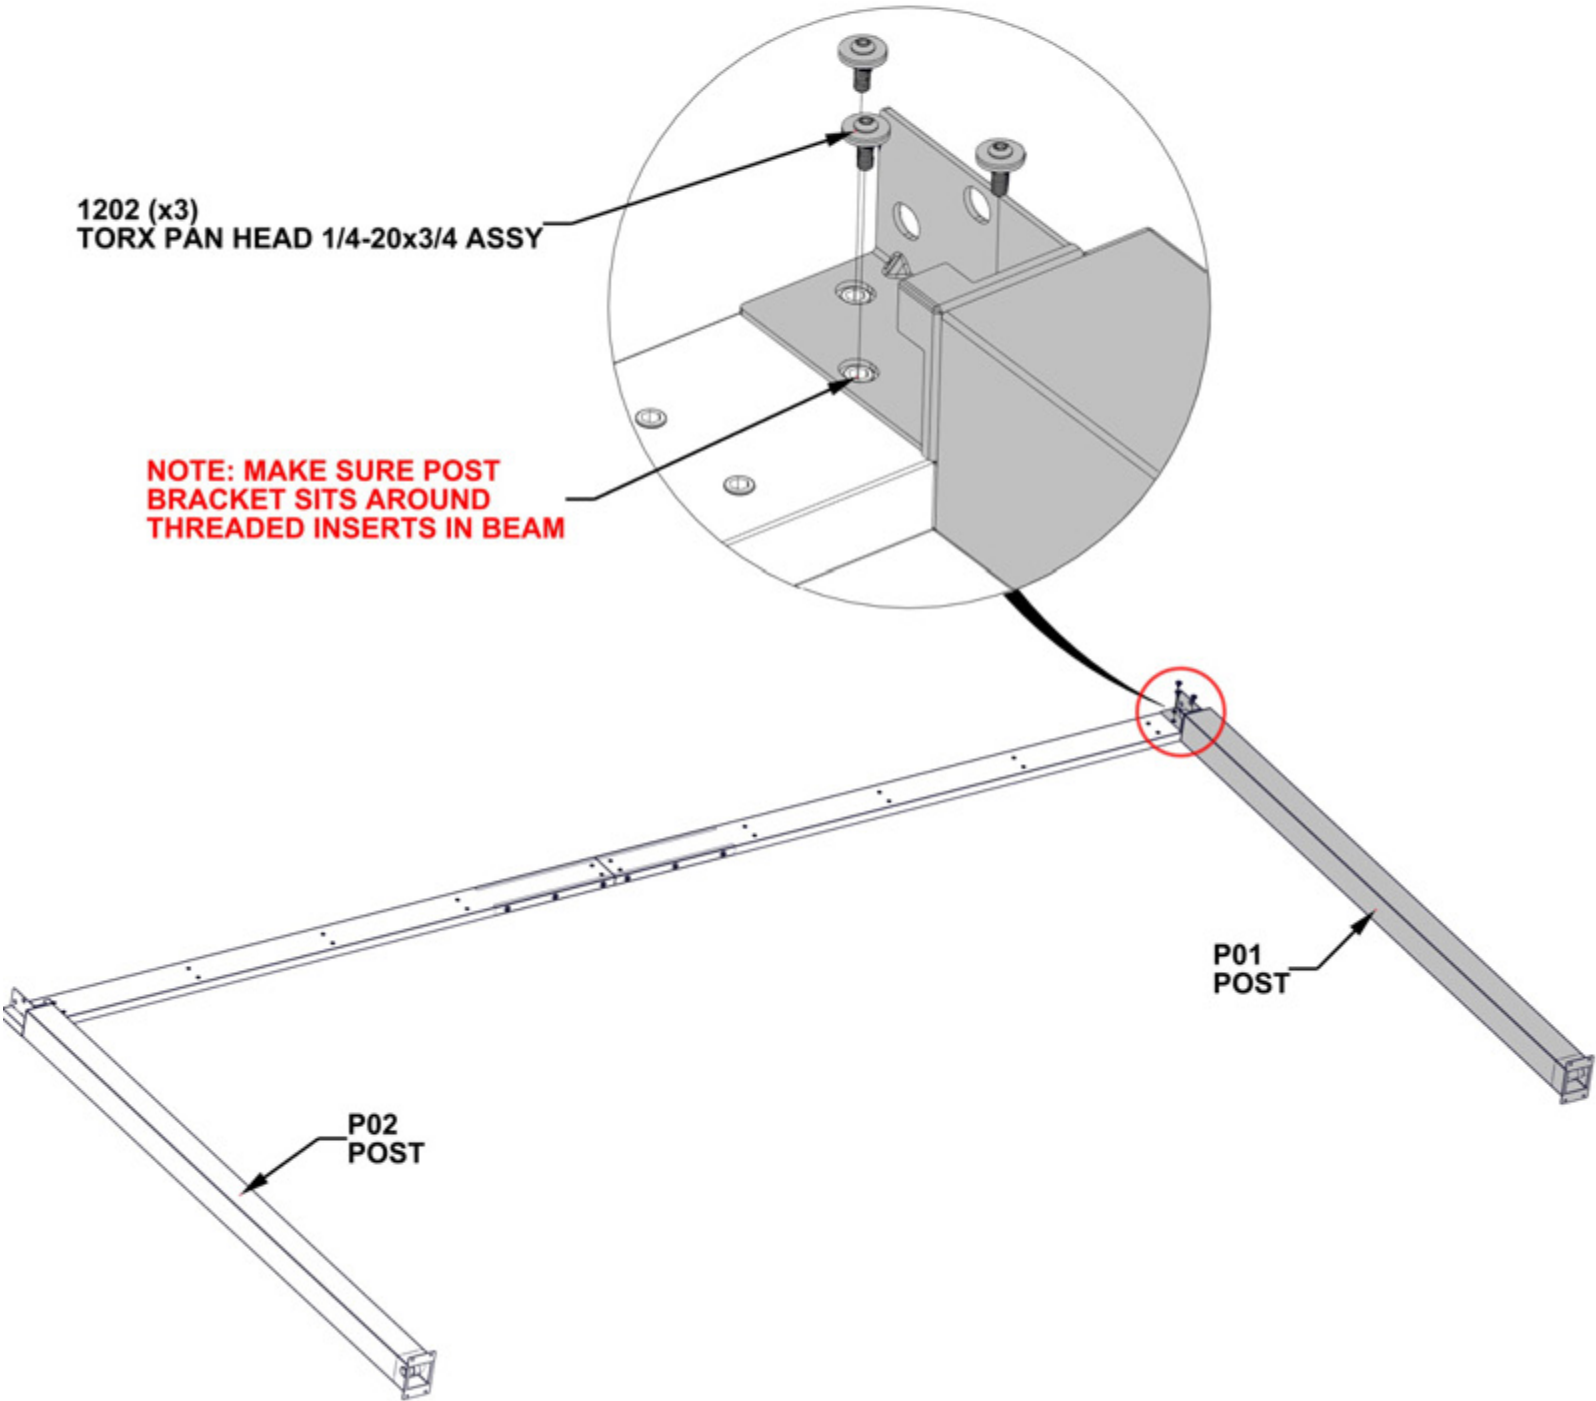 1202 (x3)
TORX PAN HEAD 1/4-20x3/4 ASSY
NOTE: MAKE SURE POST
BRACKET SITS AROUND
THREADED INSERTS IN BEAM
P01
POST
P02
POST